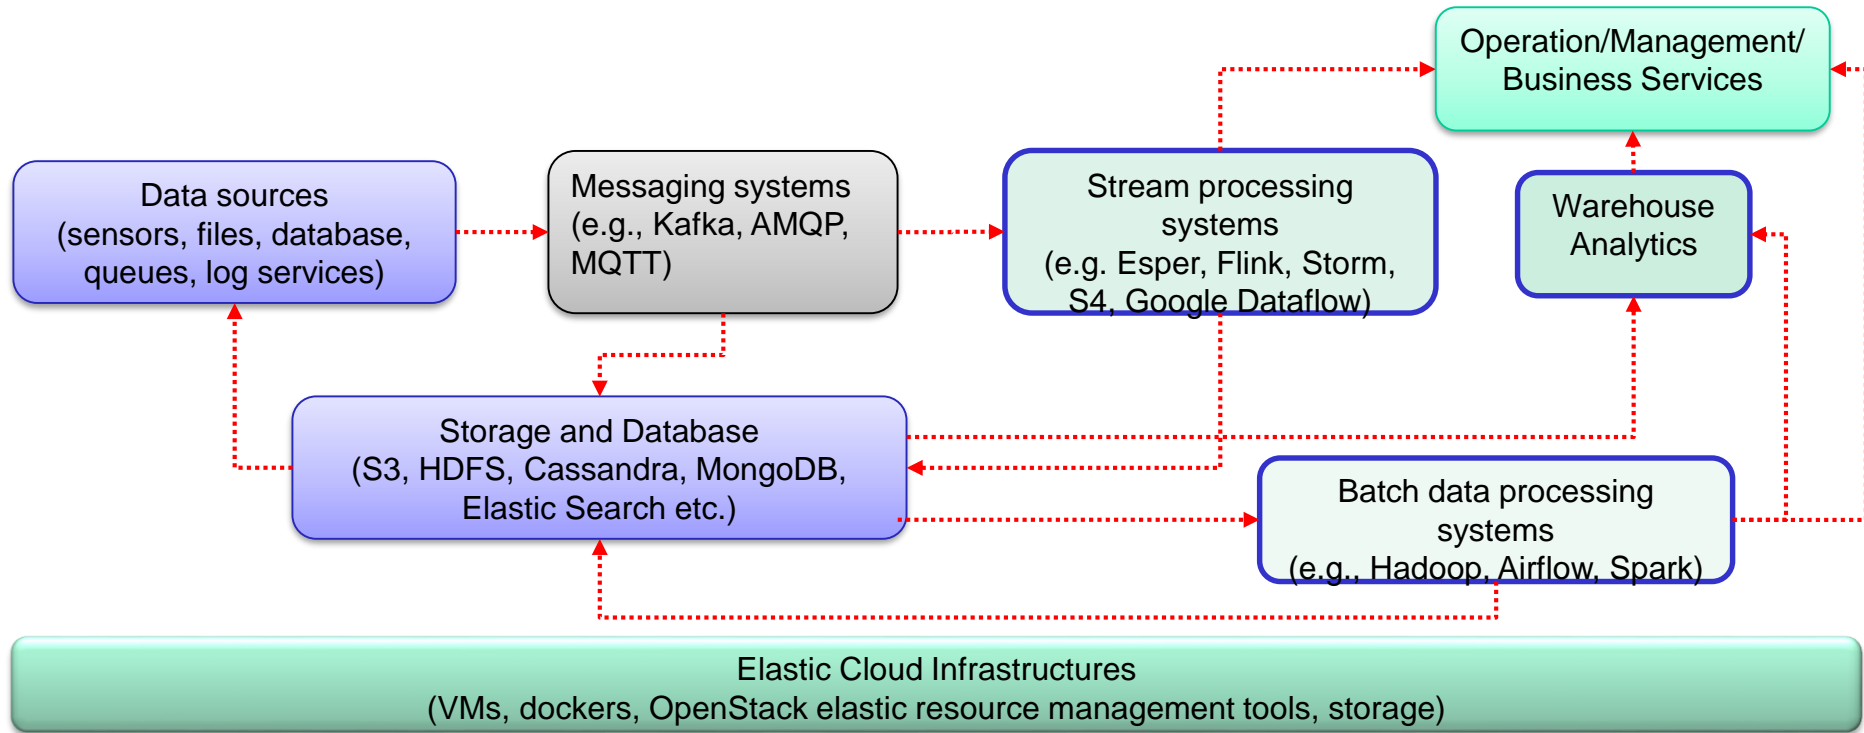 Operation/Management/
Business Services
Data sources
(sensors, files, database,
queues, log services)
Messaging systems
(e.g., Kafka, AMQP,
MQTT)
Stream processing
systems
(e.g. Esper, Flink, Storm,
S4, Google Dataflow)
Warehouse
Analytics
Storage and Database
(S3, HDFS, Cassandra, MongoDB,
Elastic Search etc.)
Batch data processing
systems
(e.g., Hadoop, Airflow, Spark)
Elastic Cloud Infrastructures
(VMs, dockers, OpenStack elastic resource management tools, storage)